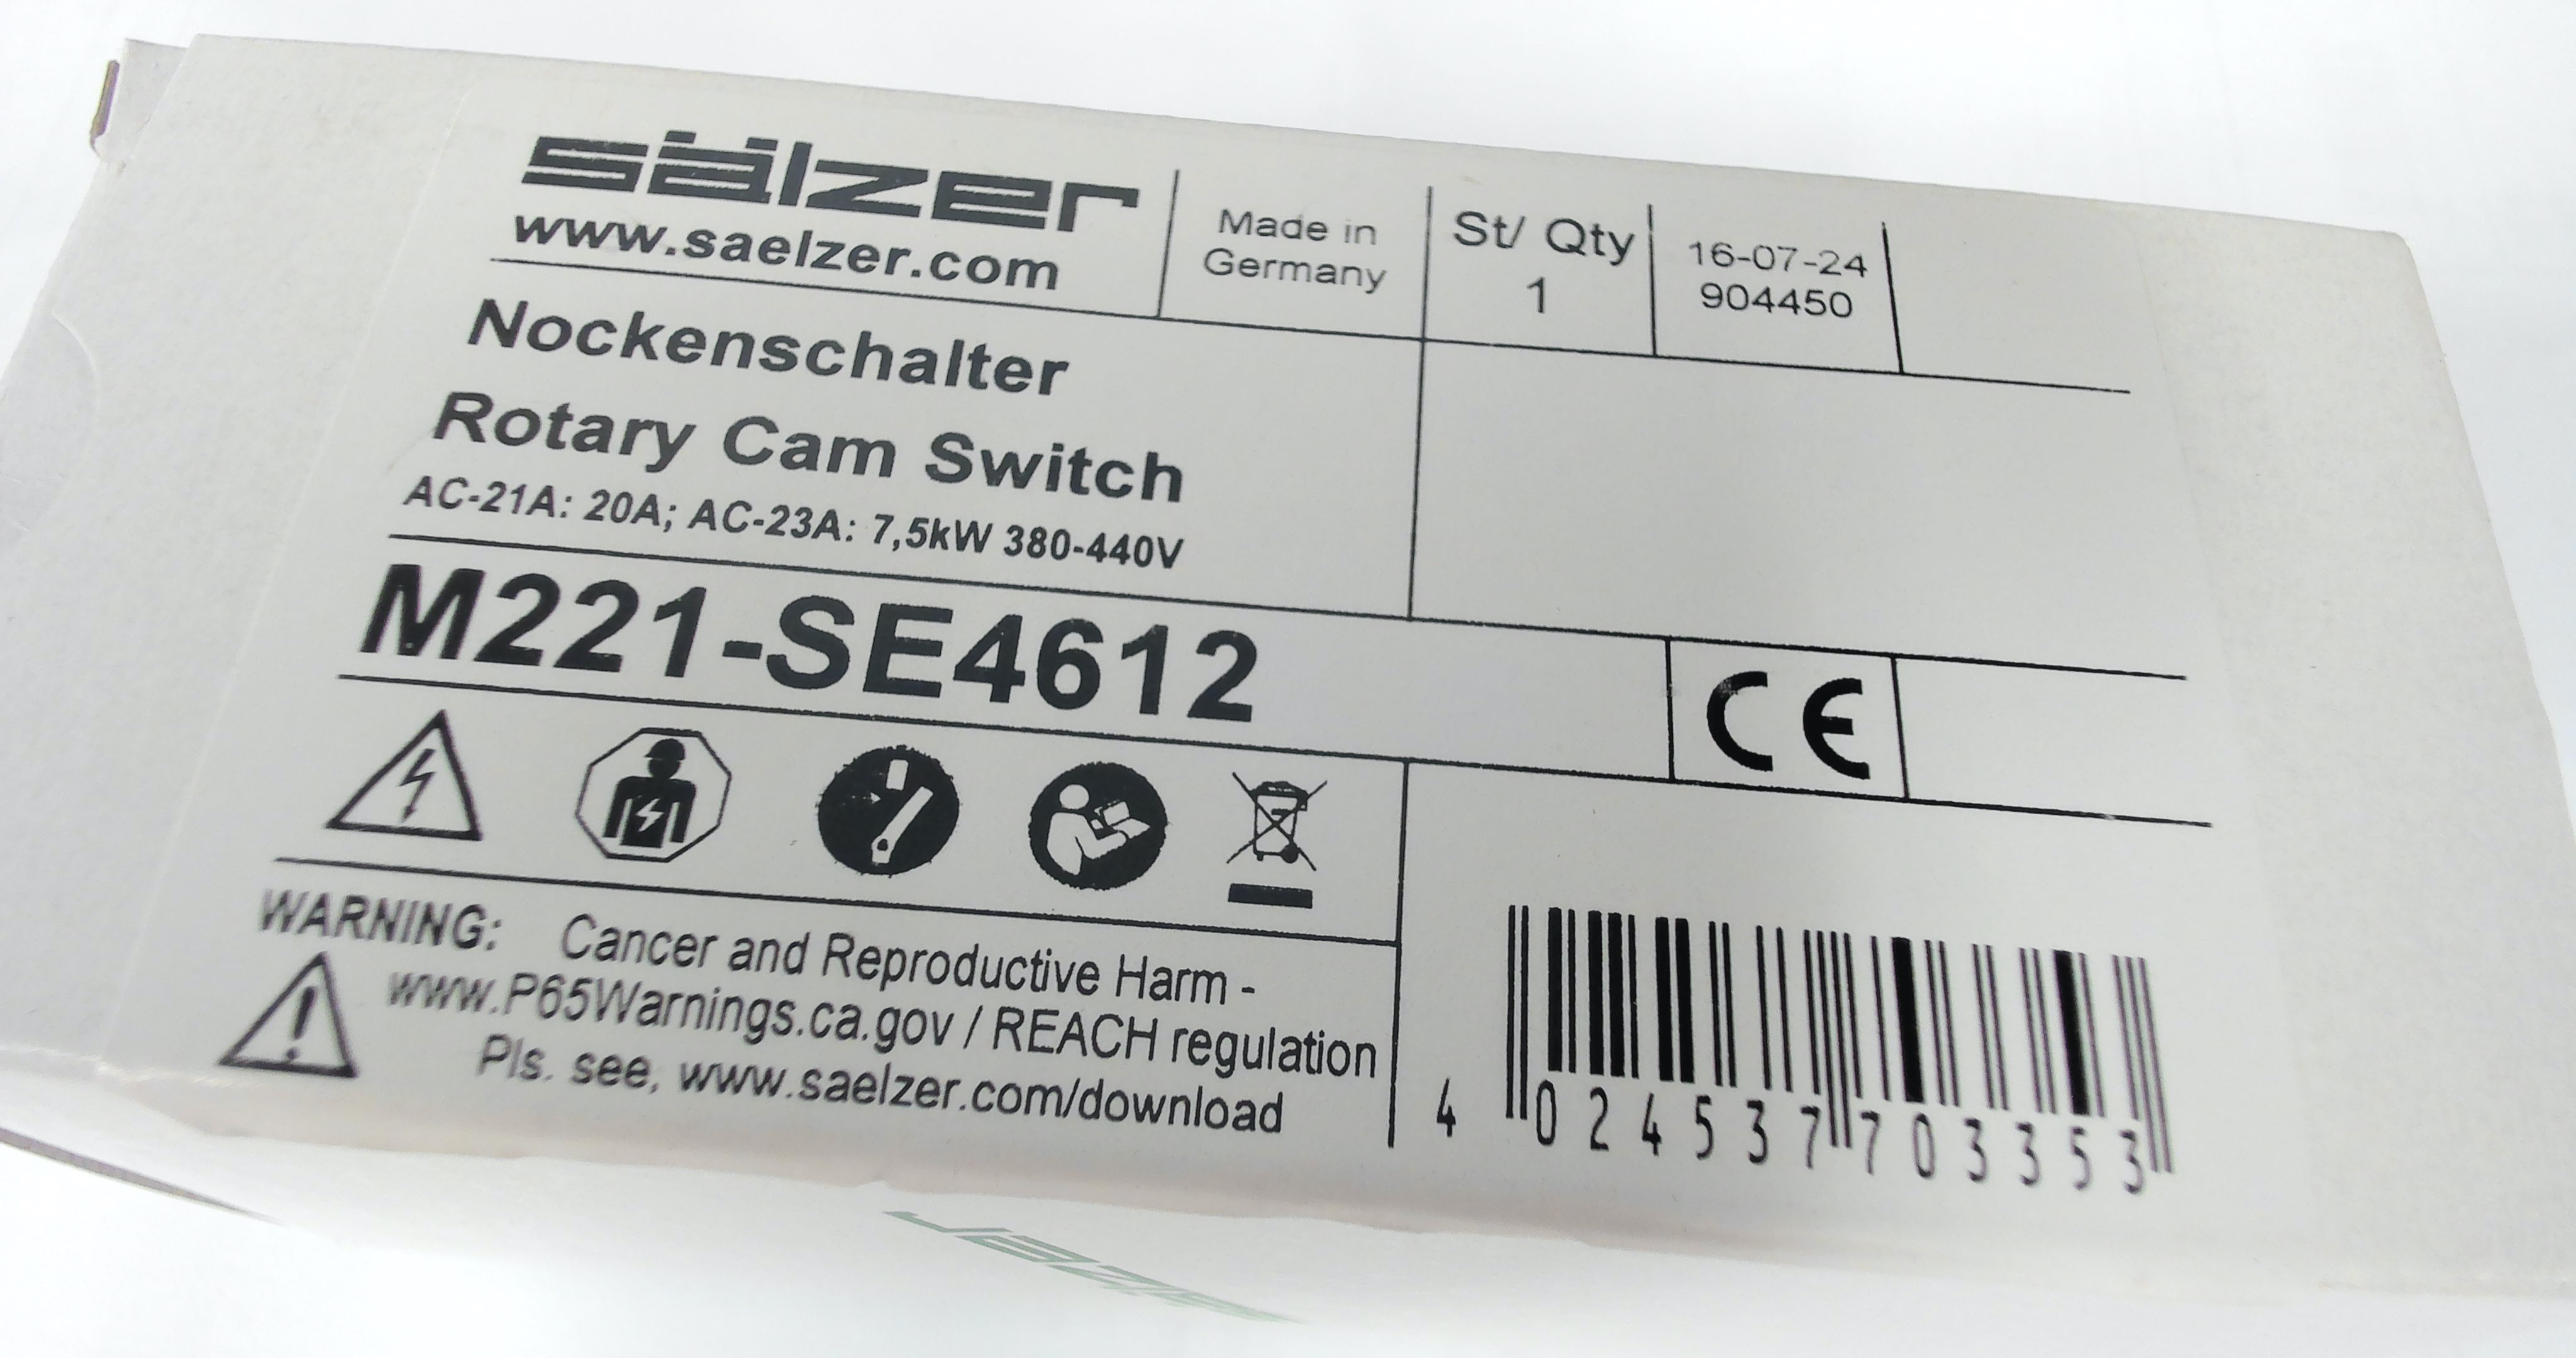 sälzer
www.saelzer.com
Made in
Germany
St/ Qty
1
16-07-24
904450
Nockenschalter
Rotary Cam Switch
AC-21A: 20A; AC-23A: 7,5kW 380-440V
M221-SE4612
CE
WARNING: Cancer and Reproductive Harm -
www.P65Warnings.ca.gov / REACH regulation
Pls. see, www.saelzer.com/download
4 024537 703353